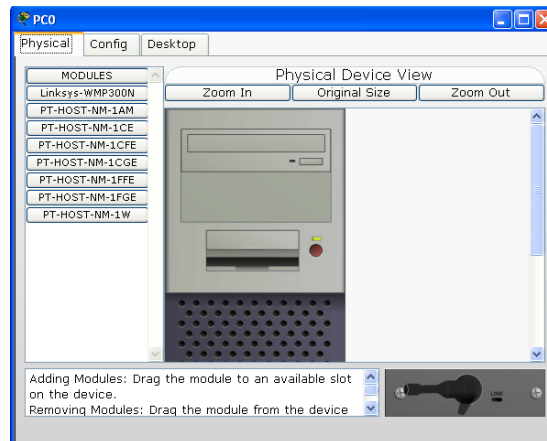 PC0
Physical
Config
Desktop
MODULES
Linksys-WMP300N
PT-HOST-NM-1AM
PT-HOST-NM-1CE
PT-HOST-NM-1CFE
PT-HOST-NM-1CGE
PT-HOST-NM-1FFE
PT-HOST-NM-1FGE
PT-HOST-NM-1W
Physical Device View
Zoom In
Original Size
Zoom Out
Adding Modules: Drag the module to an available slot
on the device.
Removing Modules: Drag the module from the device
LINK